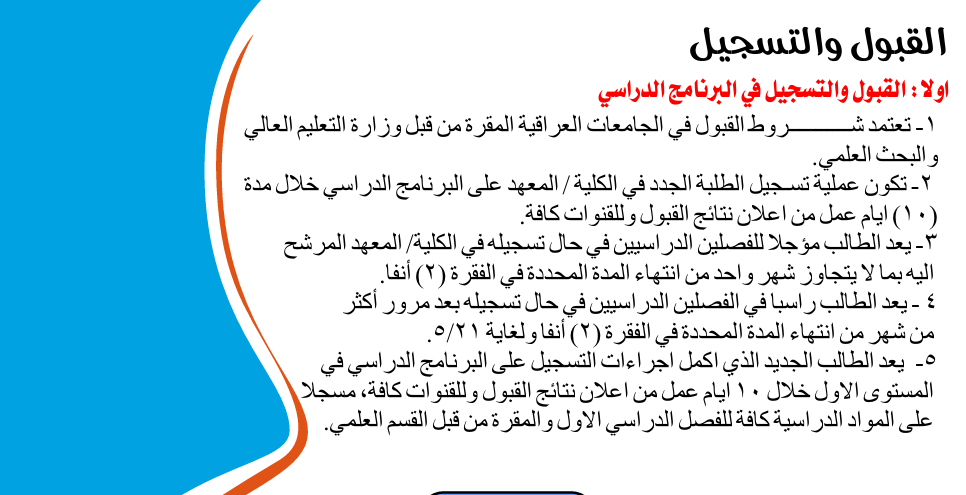 القبول والتسجيل
اولا: القبول والتسجيل في البرنامج الدراسي
١- تعتمد شـــــــــروط القبول في الجامعات العراقية المقرة من قبل وزارة التعليم العالي
والبحث العلمي.
٢- تكون عملية تسجيل الطلبة الجدد في الكلية / المعهد على البرنامج الدراسي خلال مدة
(١٠) ايام عمل من اعلان نتائج القبول وللقنوات كافة.
٣- يعد الطالب مؤجلا للفصلين الدراسيين في حال تسجيله في الكلية/ المعهد المرشح
اليه بما لا يتجاوز شهر واحد من انتهاء المدة المحددة في الفقرة (٢) أنفا.
٤ - يعد الطالب راسبا في الفصلين الدراسيين في حال تسجيله بعد مرور أكثر
من شهر من انتهاء المدة المحددة في الفقرة (٢) أنفا ولغاية ٥/٢١.
٥- يعد الطالب الجديد الذي اكمل اجراءات التسجيل على البرنامج الدراسي في
المستوى الاول خلال ١٠ ايام عمل من اعلان نتائج القبول وللقنوات كافة، مسجلا
على المواد الدراسية كافة للفصل الدراسي الاول والمقرة من قبل القسم العلمي.